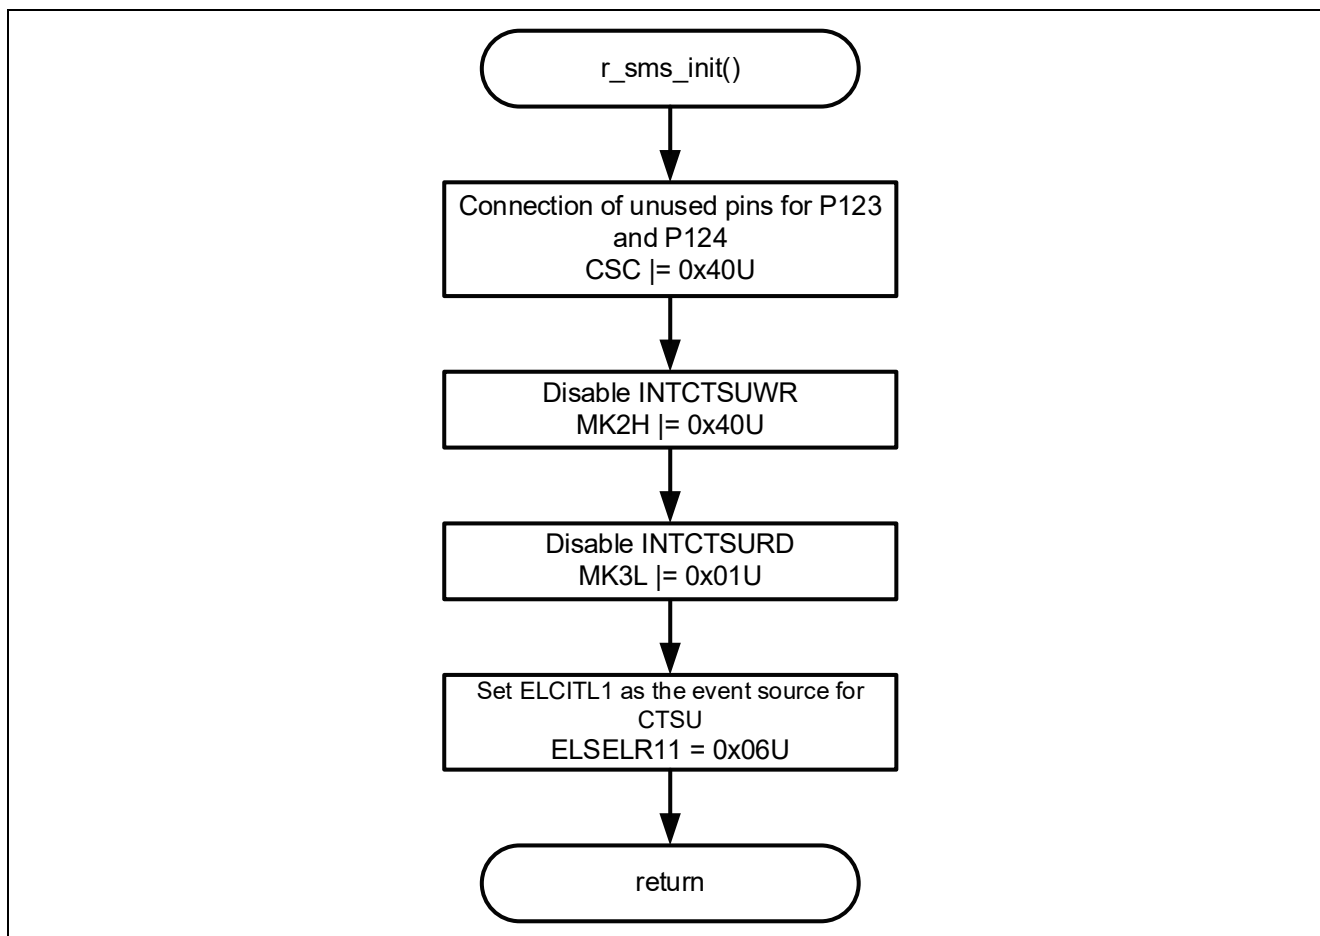 r_sms_init()
Connection of unused pins for P123
and P124
CSC |= 0x40U
Disable INTCTSUWR
MK2H |= 0x40U
Disable INTCTSURD
MK3L |= 0x01U
Set ELCITL1 as the event source for
CTSU
ELSELR11 = 0x06U
return